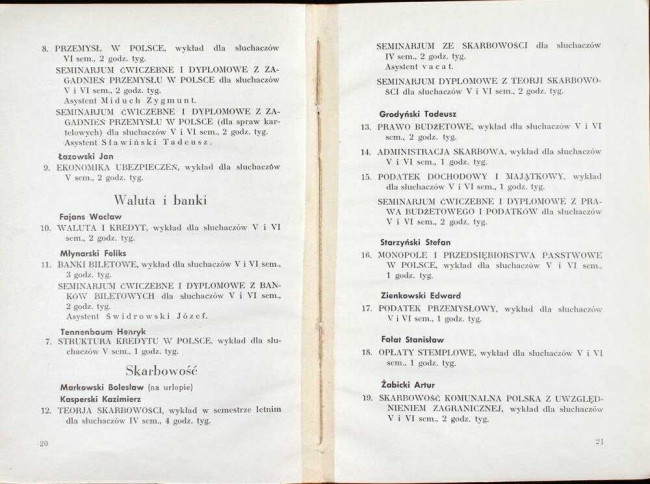 8. PRZEMYSŁ W POLSCE, wykład dla słuchaczów
VI sem., 2 godz. tyg.
SEMINARJUM ĆWICZEBNE I DYPLOMOWE Z ZA-
GADNIEŃ PRZEMYSŁU W POLSCE dla słuchaczów
V i VI sem., 2 godz. tyg.
Asystent Miduch Zygmunt.
SEMINARJUM ĆWICZEBNE I DYPLOMOWE Z ZA-
GADNIEŃ PRZEMYSŁU W POLSCE (dla spraw kar-
telowych) dla słuchaczów V i VI sem., 2 godz. tyg.
Asystent Sławiński Tadeusz.
Łazowski Jan
9. EKONOMIKA UBEZPIECZEŃ, wykład dla słuchaczów
V sem., 2 godz. tyg.
Waluta i banki
Fajans Wacław
10. WALUTA I KREDYT, wykład dla słuchaczów V i VI
sem., 2 godz. tyg.
Młynarski Feliks
11. BANKI BILETOWE, wykład dla słuchaczów V i VI sem.,
3 godz. tyg.
SEMINARJUM ĆWICZEBNE I DYPLOMOWE Z BAN-
KÓW BILETOWYCH dla słuchaczów V i VI sem.,
2 godz. tyg.
Asystent Świdrowski Józef.
Tennenbaum Henryk
7. STRUKTURA KREDYTU W POLSCE, wykład dla słu-
chaczów V sem., 1 godz. tyg.
Skarbowość
Markowski Bolesław (na urlopie)
Kasperski Kazimierz
12. TEORJA SKARBOWOŚCI, wykład w semestrze letnim
dla słuchaczów IV sem., 4 godz. tyg.
20
SEMINARJUM ZE SKARBOWOŚCI dla słuchaczów
IV sem., 2 godz. tyg.
Asystent vacat.
SEMINARJUM DYPLOMOWE Z TEORJI SKARBOWO-
ŚCI dla słuchaczów V i VI sem., 2 godz. tyg.
Grodyński Tadeusz
13. PRAWO BUDŻETOWE, wykład dla słuchaczów V i VI
sem., 2 godz. tyg.
14. ADMINISTRACJA SKARBOWA, wykład dla słuchaczów
V i VI sem., 1 godz. tyg.
15. PODATEK DOCHODOWY I MAJĄTKOWY, wykład
dla słuchaczów V i VI sem., 1 godz. tyg.
SEMINARJUM ĆWICZEBNE I DYPLOMOWE Z PRA-
WA BUDŻETOWEGO I PODATKÓW dla słuchaczów
V i VI sem., 2 godz. tyg.
Starzyński Stefan
16. MONOPOLE I PRZEDSIĘBIORSTWA PAŃSTWOWE
W POLSCE, wykład dla słuchaczów V i VI sem.,
1 godz. tyg.
Zienkowski Edward
17. PODATEK PRZEMYSŁOWY, wykład dla słuchaczów
V i VI sem., 1 godz. tyg.
Fałat Stanisław
18. OPŁATY STEMPLOWE, wykład dla słuchaczów V i VI
sem., 1 godz. tyg.
Żabicki Artur
19. SKARBOWOŚĆ KOMUNALNA POLSKA Z UWZGLĘD-
NIENIEM ZAGRANICZNEJ, wykład dla słuchaczów
V i VI sem., 2 godz. tyg.
21